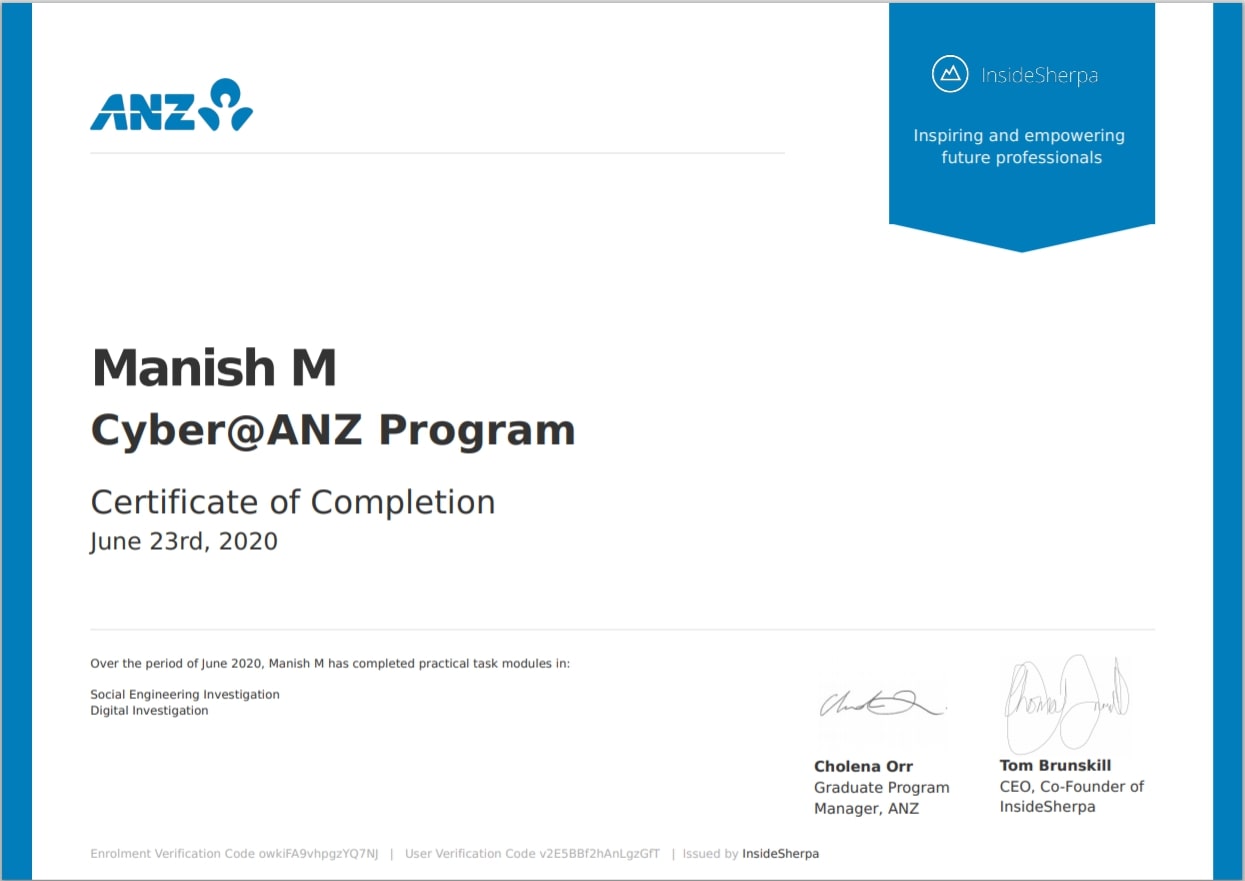 ANZ
InsideSherpa
Inspiring and empowering
future professionals
Manish M
Cyber@ANZ Program
Certificate of Completion
June 23rd, 2020
Over the period of June 2020, Manish M has completed practical task modules in:
Social Engineering Investigation
Digital Investigation
Cholena Orr
Graduate Program
Manager, ANZ
Tom Brunskill
CEO, Co-Founder of
InsideSherpa
Enrolment Verification Code owkiFA9vhpgzYQ7NJ | User Verification Code v2E5BBf2hAnLgzGfT | Issued by InsideSherpa